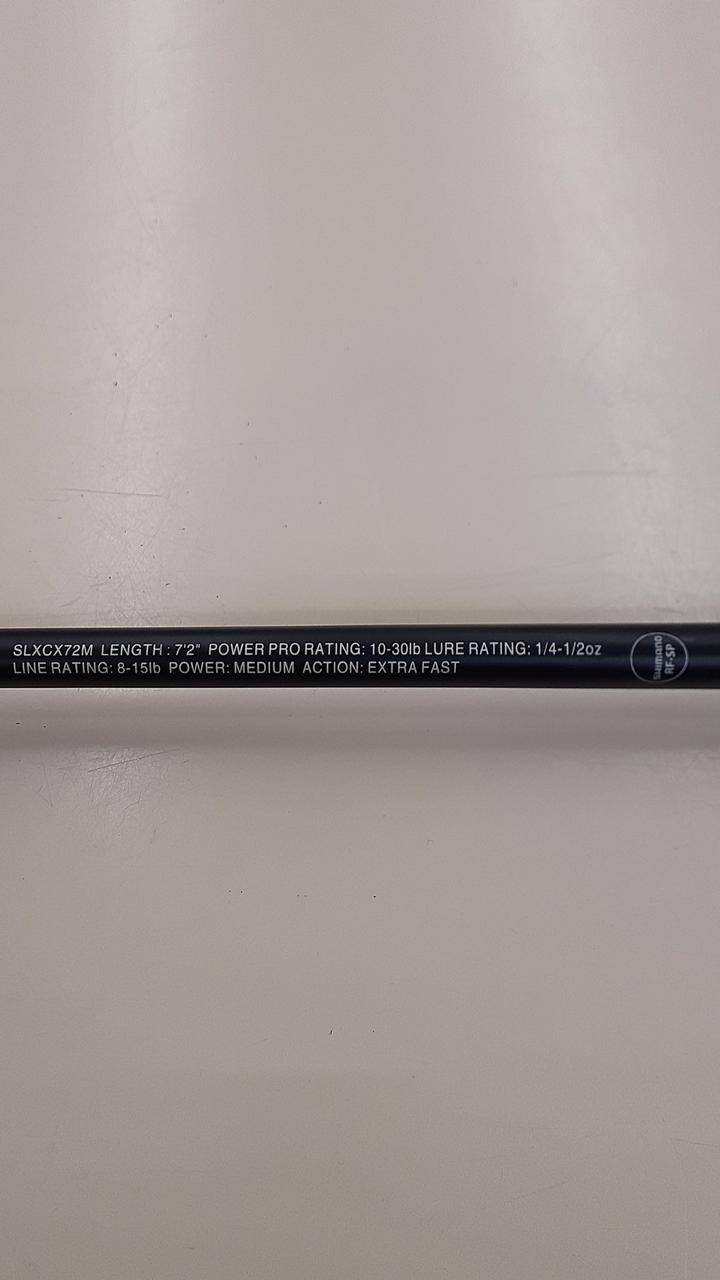 SLXCX72M LENGTH : 7'2" POWER PRO RATING: 10-30lb LURE RATING: 1/4-1/2oz
LINE RATING: 8-15lb POWER: MEDIUM ACTION: EXTRA FAST
SHIMANO
RF-SP